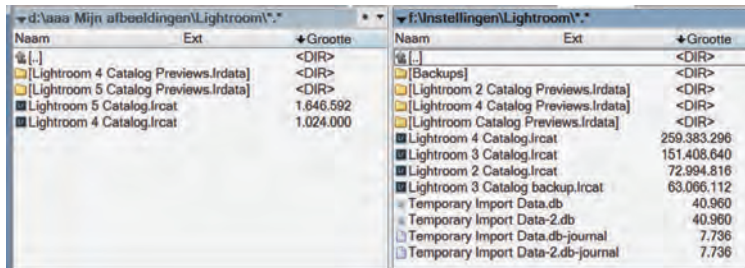 d:\aaa Mijn afbeeldingen\Lightroom\*.*
Naam Ext Grootte
[..] <DIR>
[Lightroom 4 Catalog Previews.lrdata] <DIR>
[Lightroom 5 Catalog Previews.lrdata] <DIR>
Lightroom 5 Catalog.lrcat 1.646.592
Lightroom 4 Catalog.lrcat 1.024.000
f:\Instellingen\Lightroom\*.*
Naam Ext Grootte
[..] <DIR>
[Backups] <DIR>
[Lightroom 2 Catalog Previews.lrdata] <DIR>
[Lightroom 4 Catalog Previews.lrdata] <DIR>
[Lightroom Catalog Previews.lrdata] <DIR>
Lightroom 4 Catalog.lrcat 259.383.296
Lightroom 3 Catalog.lrcat 151.408.640
Lightroom 2 Catalog.lrcat 72.994.816
Lightroom 3 Catalog backup.lrcat 63.066.112
Temporary Import Data.db 40.960
Temporary Import Data-2.db 40.960
Temporary Import Data.db-journal 7.736
Temporary Import Data-2.db-journal 7.736